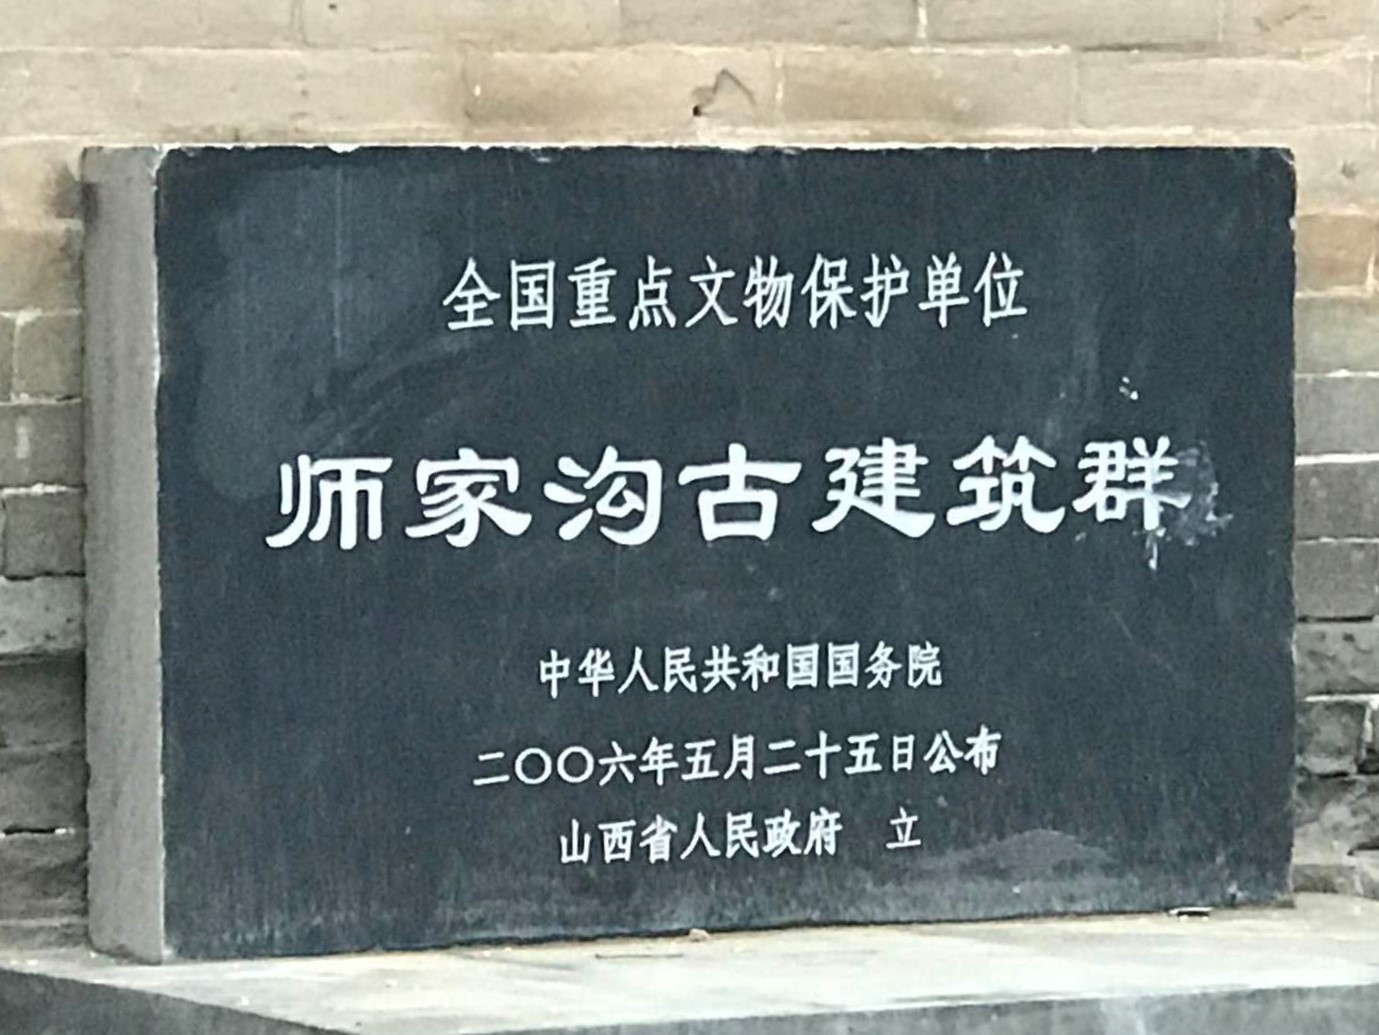 全国重点文物保护单位
师家沟古建筑群
中华人民共和国国务院
二〇〇六年五月二十五日公布
山西省人民政府 立